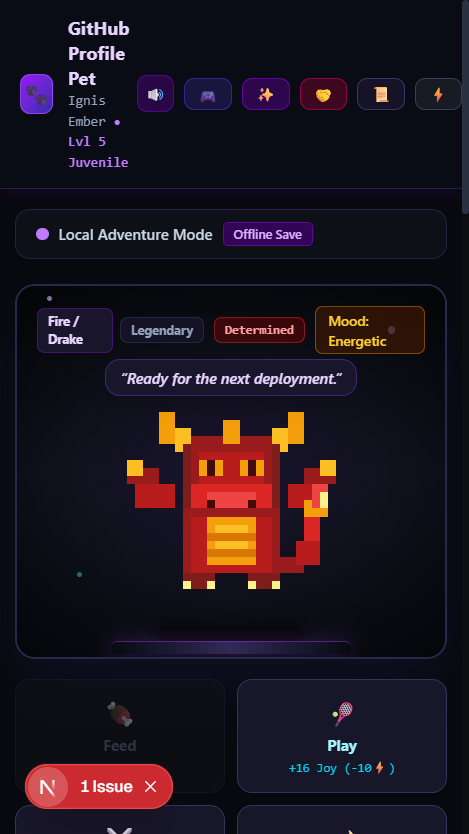 GitHub
Profile
Pet
Ignis
Ember •
Lvl 5
Juvenile
Local Adventure Mode
Offline Save
Fire /
Drake
Legendary
Determined
Mood:
Energetic
“Ready for the next deployment.”
Feed
Play
+16 Joy (-10⚡)
N
1 Issue